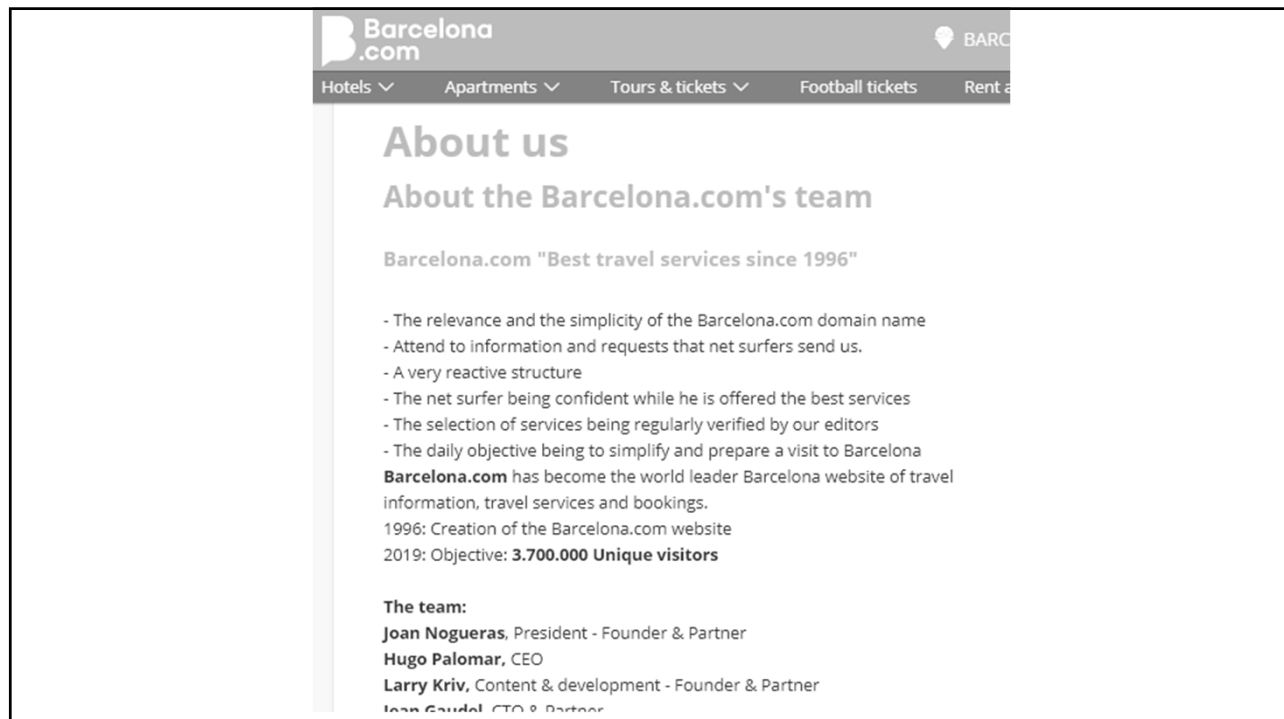 Barcelona
.com
BARC
Hotels Apartments Tours & tickets Football tickets Rent a
About us
About the Barcelona.com's team
Barcelona.com "Best travel services since 1996"
- The relevance and the simplicity of the Barcelona.com domain name
- Attend to information and requests that net surfers send us.
- A very reactive structure
- The net surfer being confident while he is offered the best services
- The selection of services being regularly verified by our editors
- The daily objective being to simplify and prepare a visit to Barcelona
Barcelona.com has become the world leader Barcelona website of travel
information, travel services and bookings.
1996: Creation of the Barcelona.com website
2019: Objective: 3.700.000 Unique visitors
The team:
Joan Nogueras, President - Founder & Partner
Hugo Palomar, CEO
Larry Kriv, Content & development - Founder & Partner
Joan Gaudel, CTO & Partner